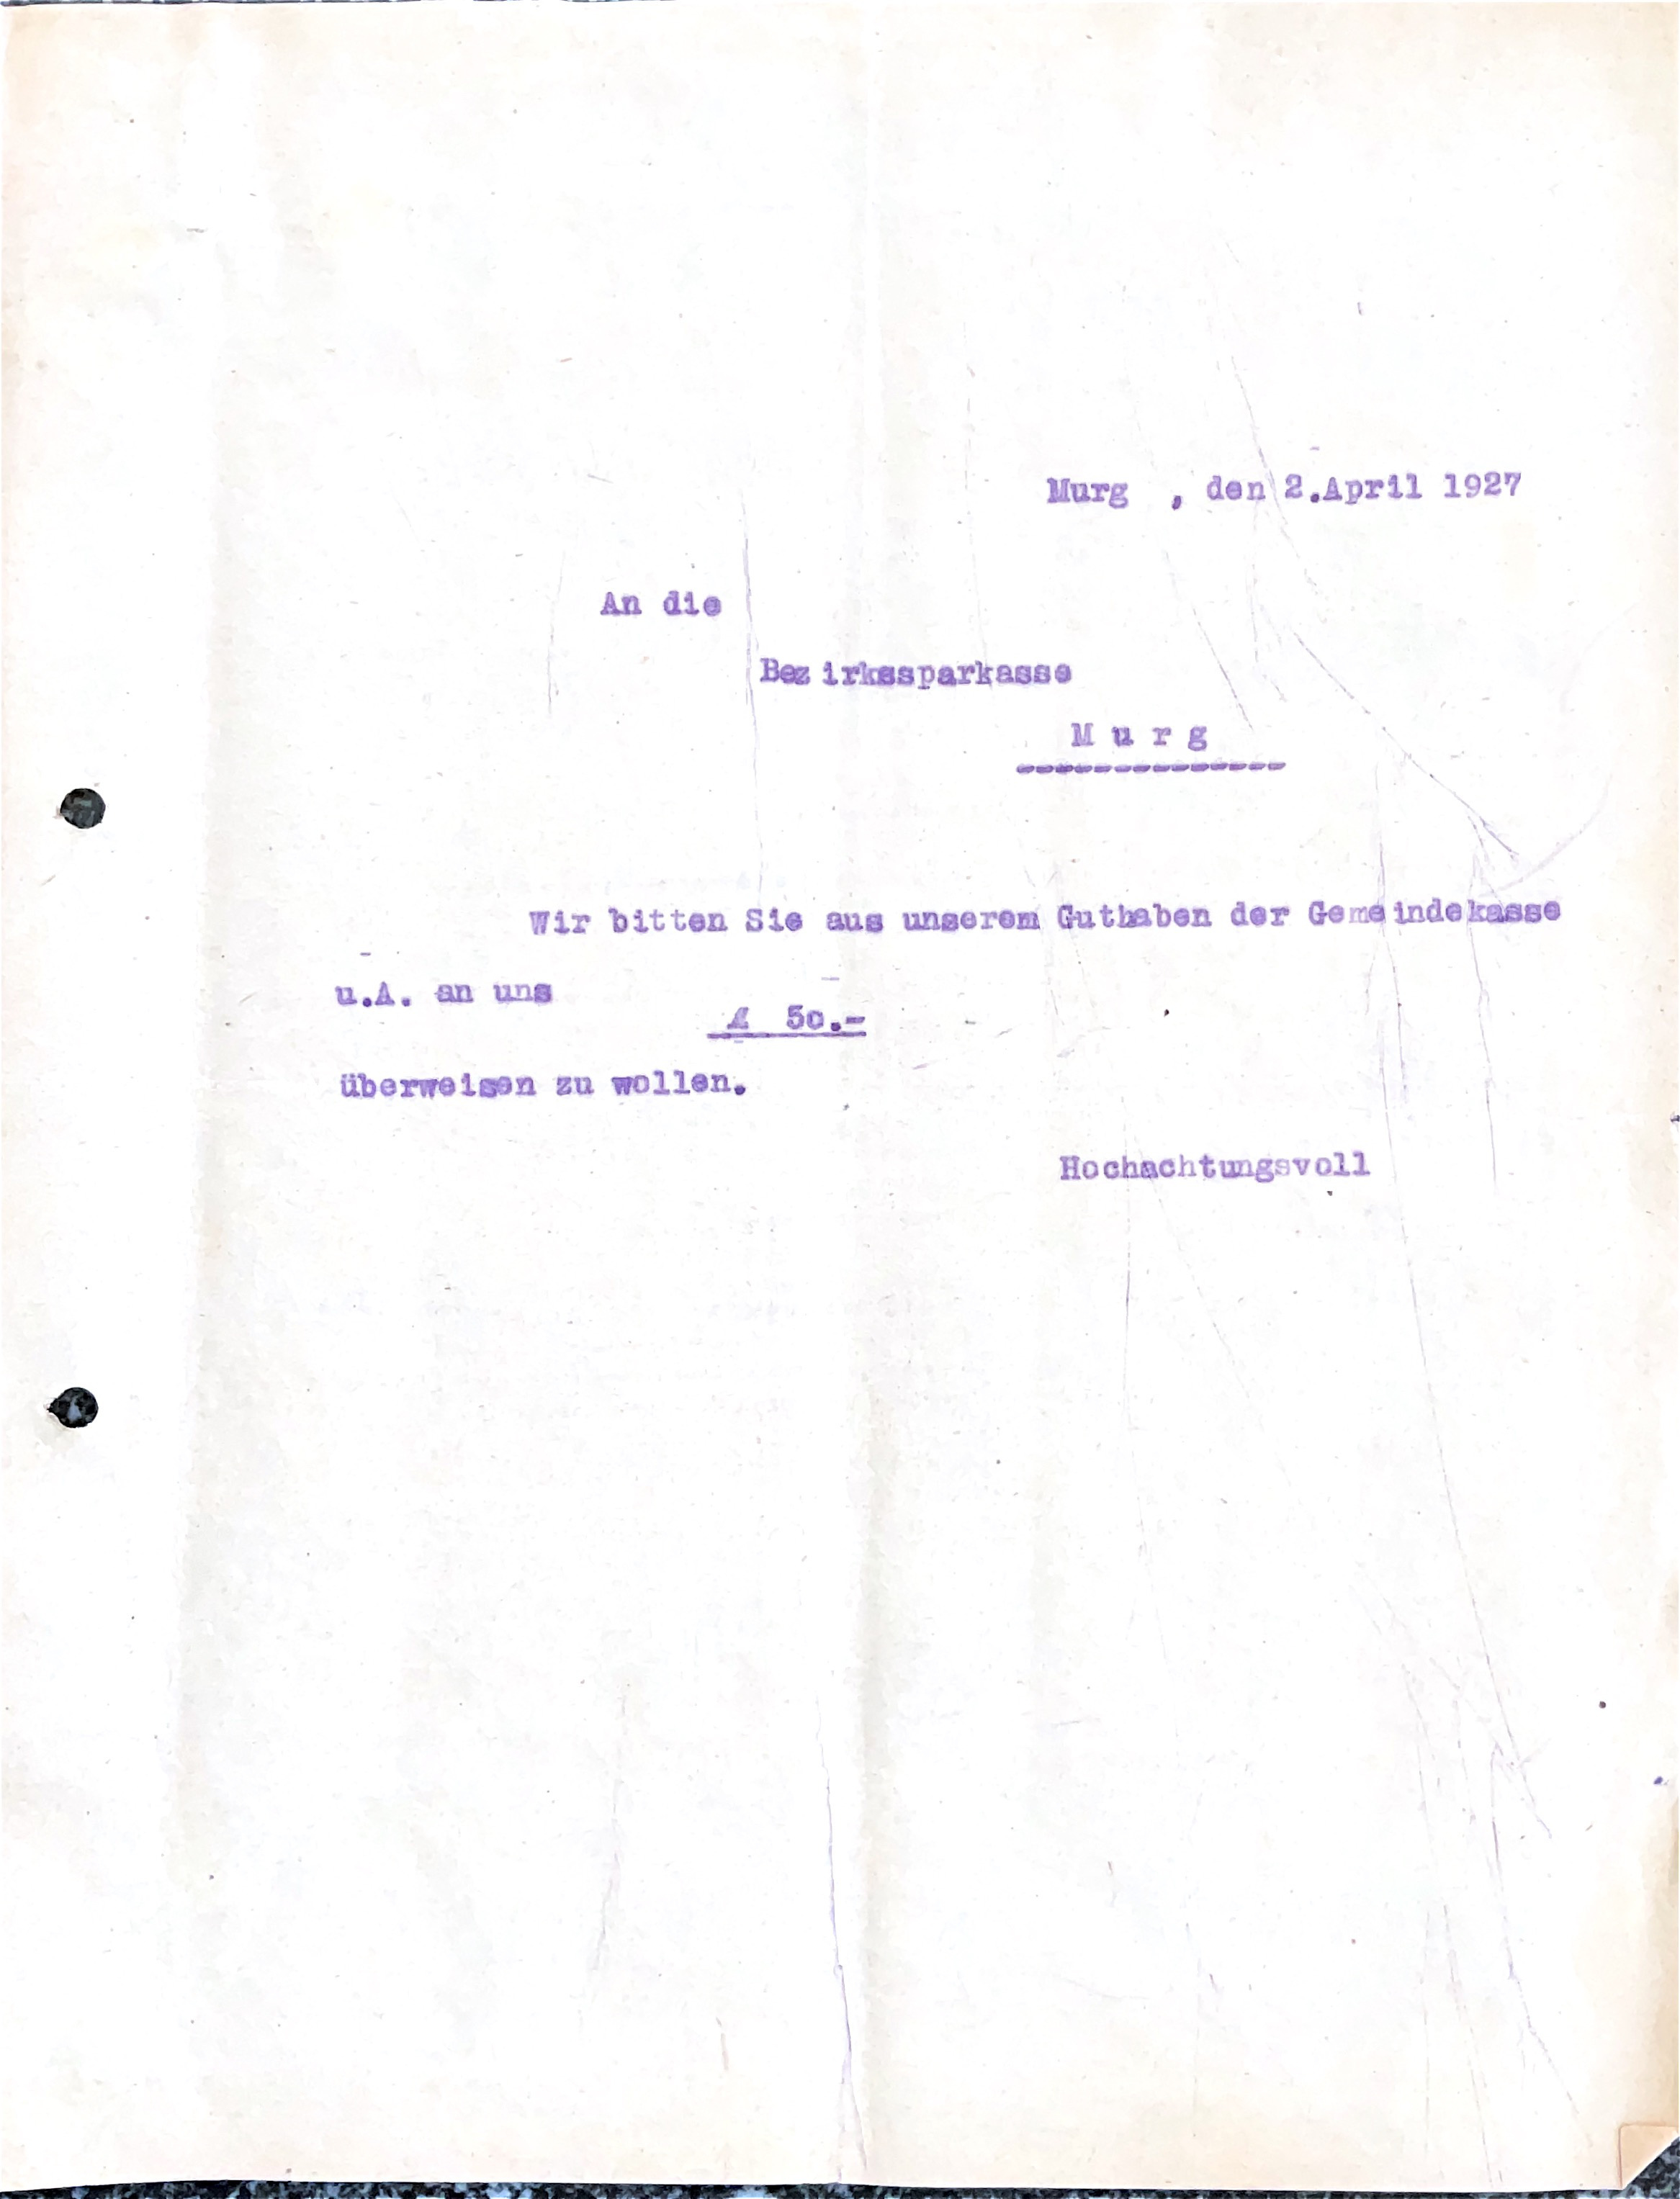 Murg , den 2.April 1927
An die
Bezirkssparkasse
M u r g
--------------
Wir bitten Sie aus unserem Guthaben der Gemeindekasse
u.A. an uns
50.-
überweisen zu wollen.
Hochachtungsvoll